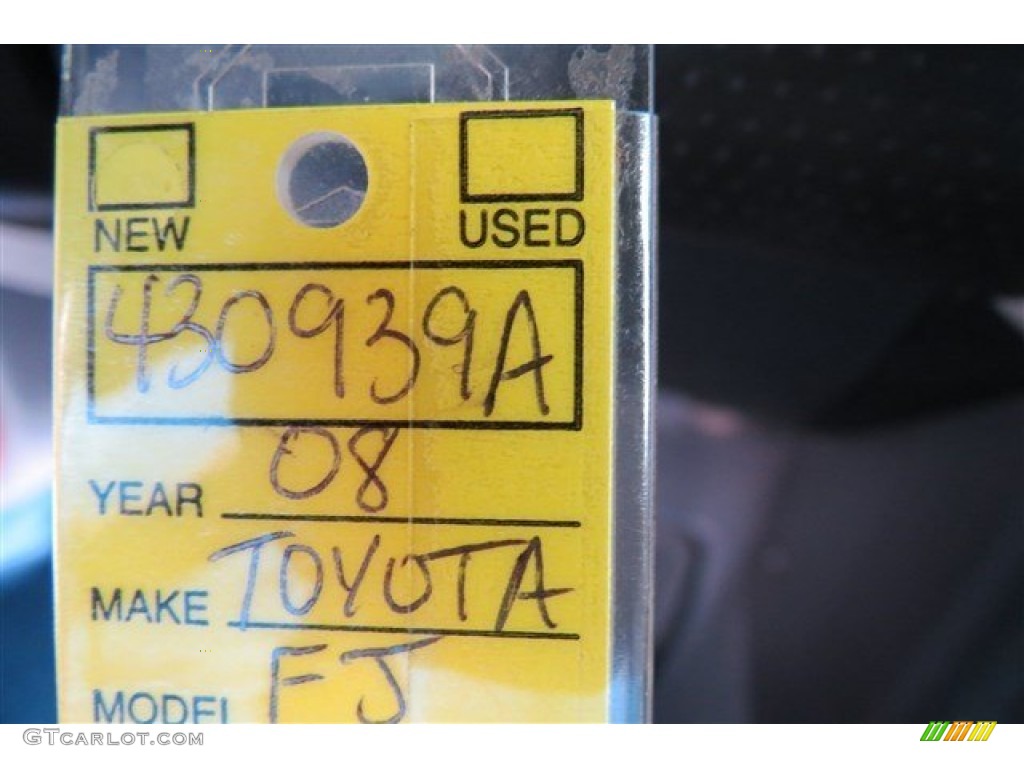 NEW USED
430939A
YEAR 08
MAKE TOYOTA
MODEL FJ
GTCARLOT.COM